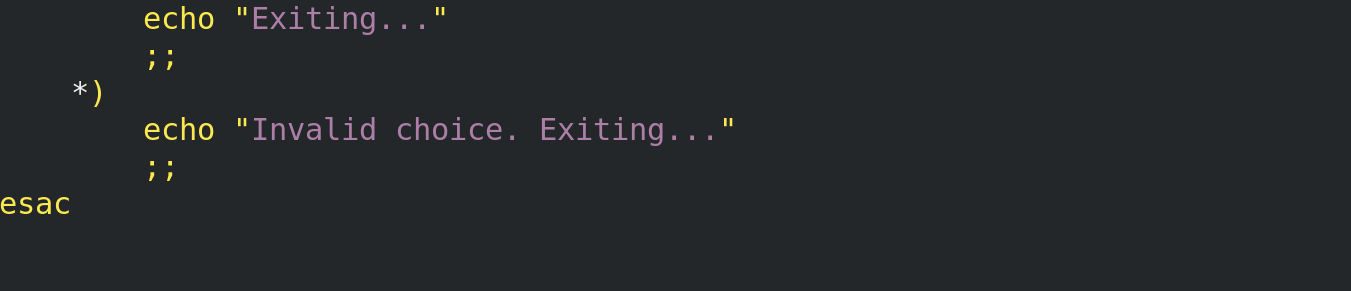 echo "Exiting..."
        ;;
    *)
        echo "Invalid choice. Exiting..."
        ;;
esac